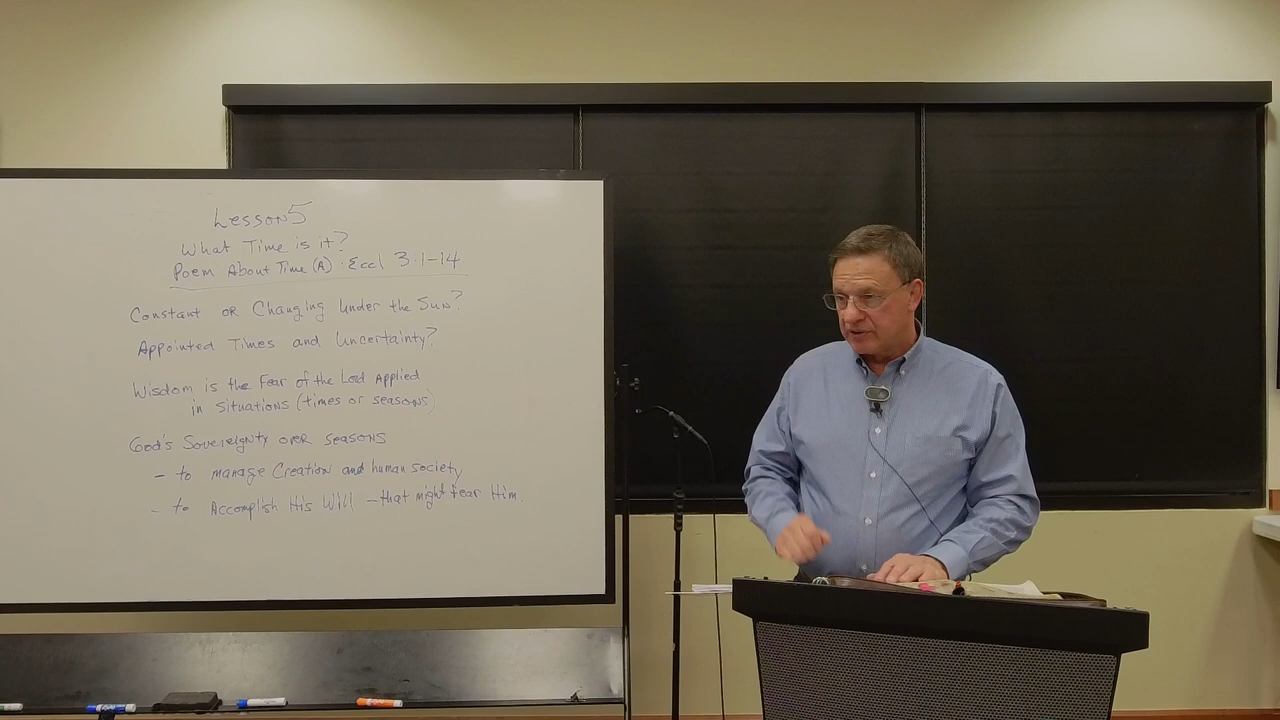 Lesson 5
What Time is it?
Poem About Time (A) : Eccl 3:1-14
Constant or Changing Under the Sun?
Appointed Times and Uncertainty?
Wisdom is the Fear of the Lord Applied
in Situations (times or seasons)
God's Sovereignty over seasons
- to manage Creation and human society
- to Accomplish His Will - that might fear Him.